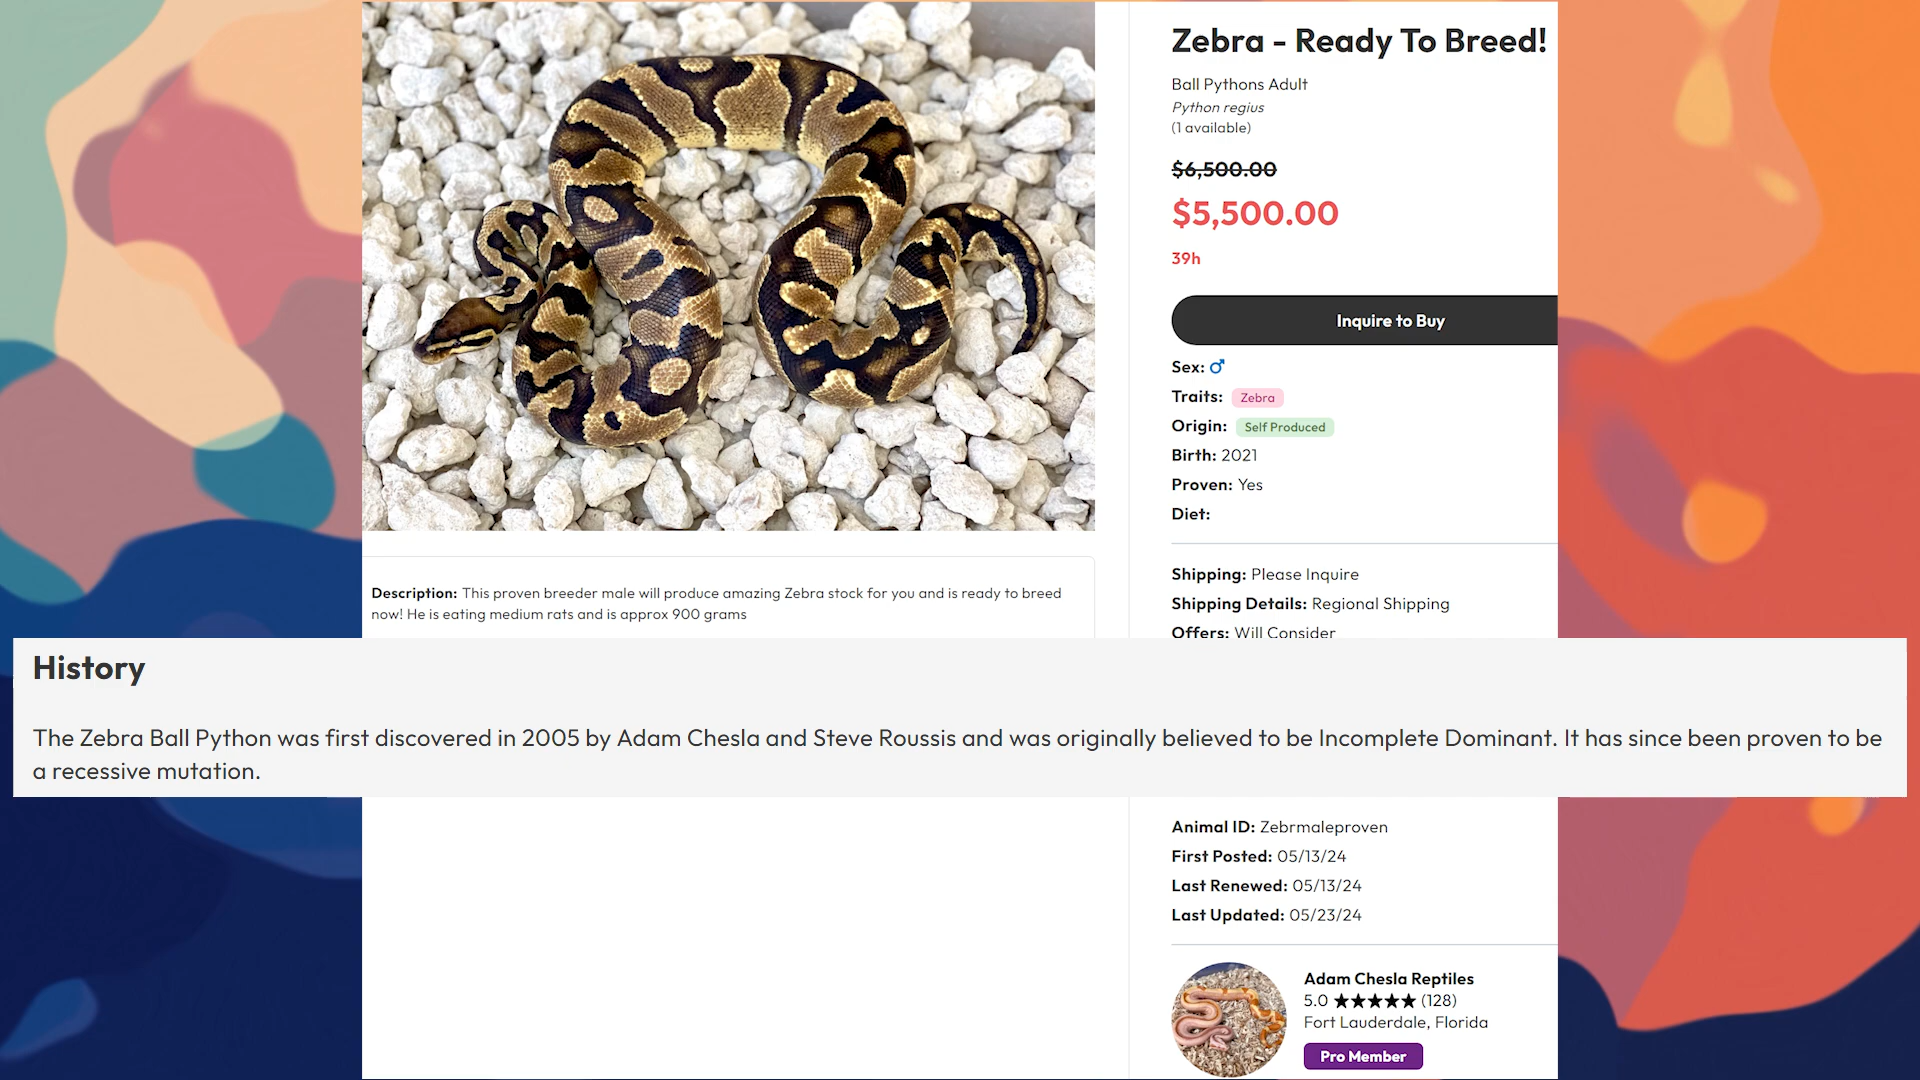 Zebra - Ready To Breed!
Ball Pythons Adult
Python regius
(1 available)
$6,500.00
$5,500.00
39h
Inquire to Buy
Sex: ♂
Traits: Zebra
Origin: Self Produced
Birth: 2021
Proven: Yes
Diet:
Description: This proven breeder male will produce amazing Zebra stock for you and is ready to breed
now! He is eating medium rats and is approx 900 grams
Shipping: Please Inquire
Shipping Details: Regional Shipping
Offers: Will Consider
History
The Zebra Ball Python was first discovered in 2005 by Adam Chesla and Steve Roussis and was originally believed to be Incomplete Dominant. It has since been proven to be
a recessive mutation.
Animal ID: Zebrmaleproven
First Posted: 05/13/24
Last Renewed: 05/13/24
Last Updated: 05/23/24
Adam Chesla Reptiles
5.0 ★★★★★ (128)
Fort Lauderdale, Florida
Pro Member